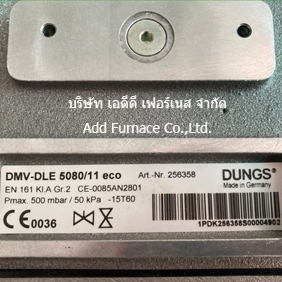 บริษัท เอดีดี เฟอร์เนส จำกัด
Add Furnace Co., Ltd.
DMV-DLE 5080/11 eco Art.-Nr. 256358 DUNGS®
EN 161 Kl.A Gr.2 CE-0085AN2801 Made in Germany
Pmax. 500 mbar / 50 kPa -15T60
CE 0036
1PDK256358S00004902